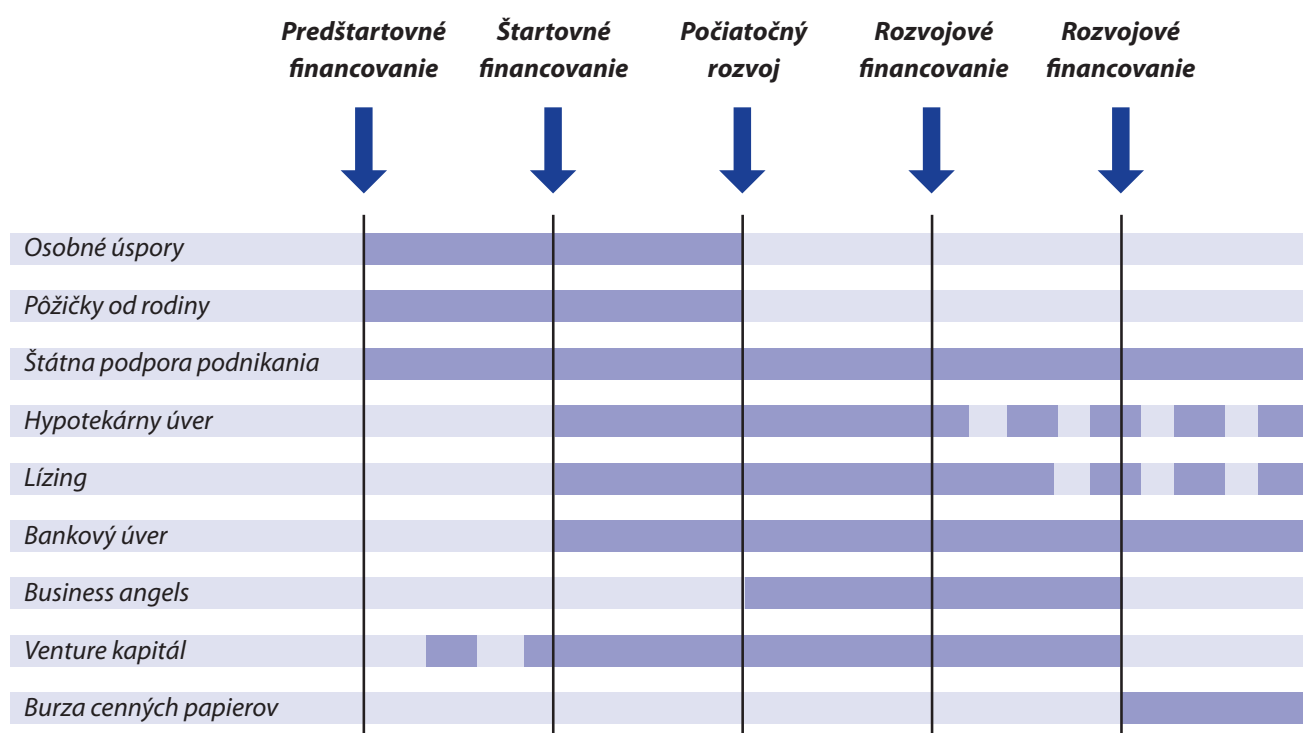 Predštartovné
financovanie
Štartovné
financovanie
Počiatočný
rozvoj
Rozvojové
financovanie
Rozvojové
financovanie
Osobné úspory
Pôžičky od rodiny
Štátna podpora podnikania
Hypotekárny úver
Lízing
Bankový úver
Business angels
Venture kapitál
Burza cenných papierov